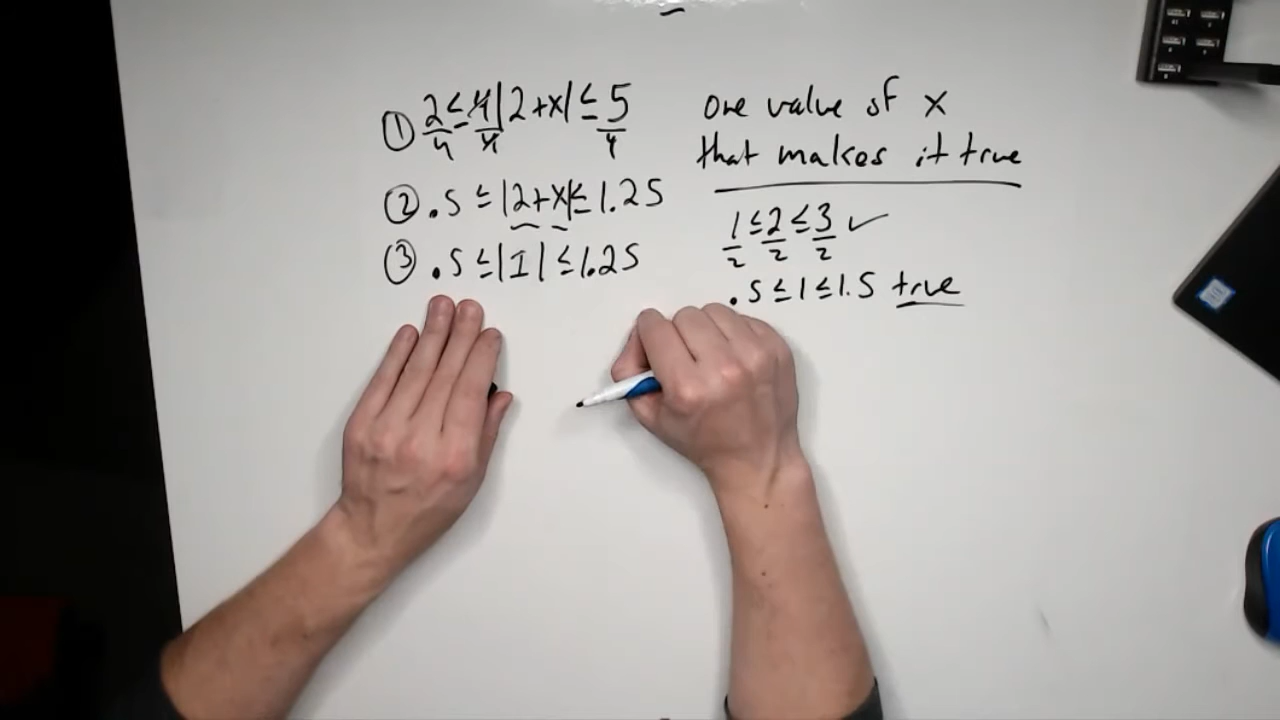 ① 2/4 ≤ 4/4|2+x| ≤ 5/4
② .5 ≤ |2+x| ≤ 1.25
③ .5 ≤ |1| ≤ 1.25
one value of x
that makes it true
1/2 ≤ 2/2 ≤ 3/2 ✓
.5 ≤ 1 ≤ 1.5 true